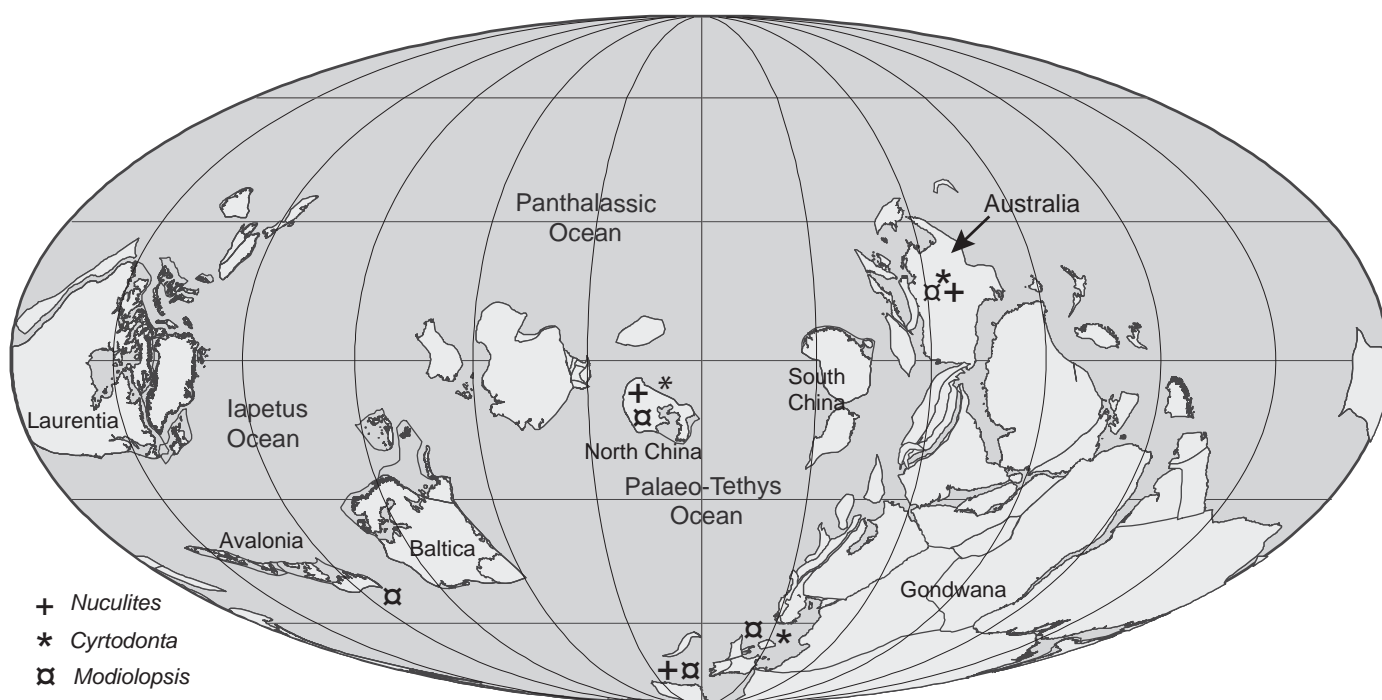 Panthalassic
Ocean
Australia
South
China
Laurentia
Iapetus
Ocean
North China
Palaeo-Tethys
Ocean
Avalonia
Baltica
Gondwana
+ Nuculites
* Cyrtodonta
¤ Modiolopsis